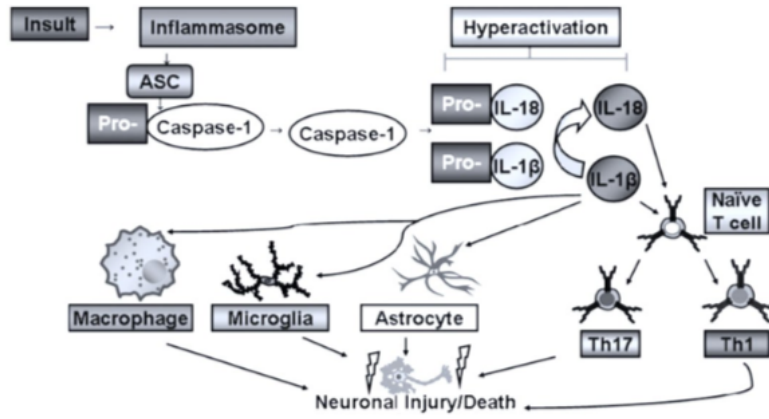 Insult
Inflammasome
Hyperactivation
ASC
Pro-
Caspase-1
Caspase-1
Pro-
IL-18
IL-18
Pro-
IL-1β
IL-1β
Naïve
T cell
Macrophage
Microglia
Astrocyte
Th17
Th1
Neuronal Injury/Death